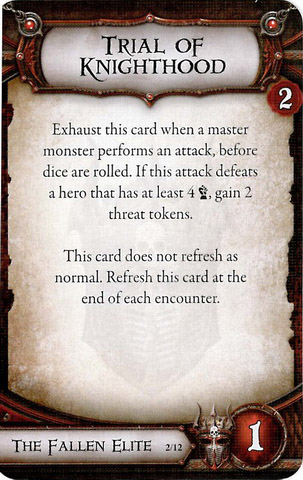 TRIAL OF
KNIGHTHOOD
2
Exhaust this card when a master
monster performs an attack, before
dice are rolled. If this attack defeats
a hero that has at least 4 , gain 2
threat tokens.
This card does not refresh as
normal. Refresh this card at the
end of each encounter.
THE FALLEN ELITE 2/12
1